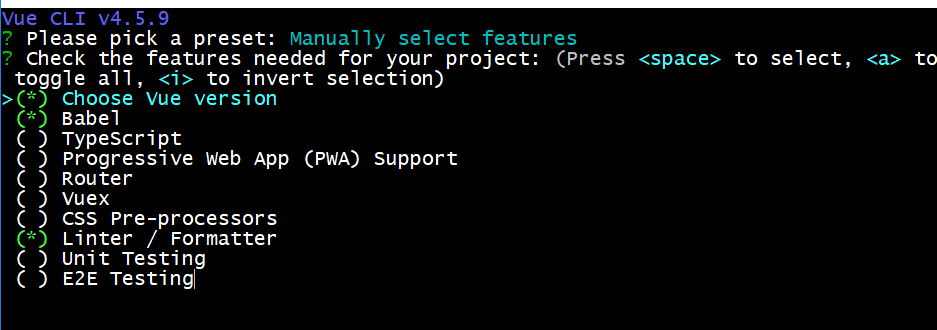 Vue CLI v4.5.9
? Please pick a preset: Manually select features
? Check the features needed for your project: (Press <space> to select, <a> to
toggle all, <i> to invert selection)
>(*) Choose Vue version
(*) Babel
( ) TypeScript
( ) Progressive Web App (PWA) Support
( ) Router
( ) Vuex
( ) CSS Pre-processors
(*) Linter / Formatter
( ) Unit Testing
( ) E2E Testing